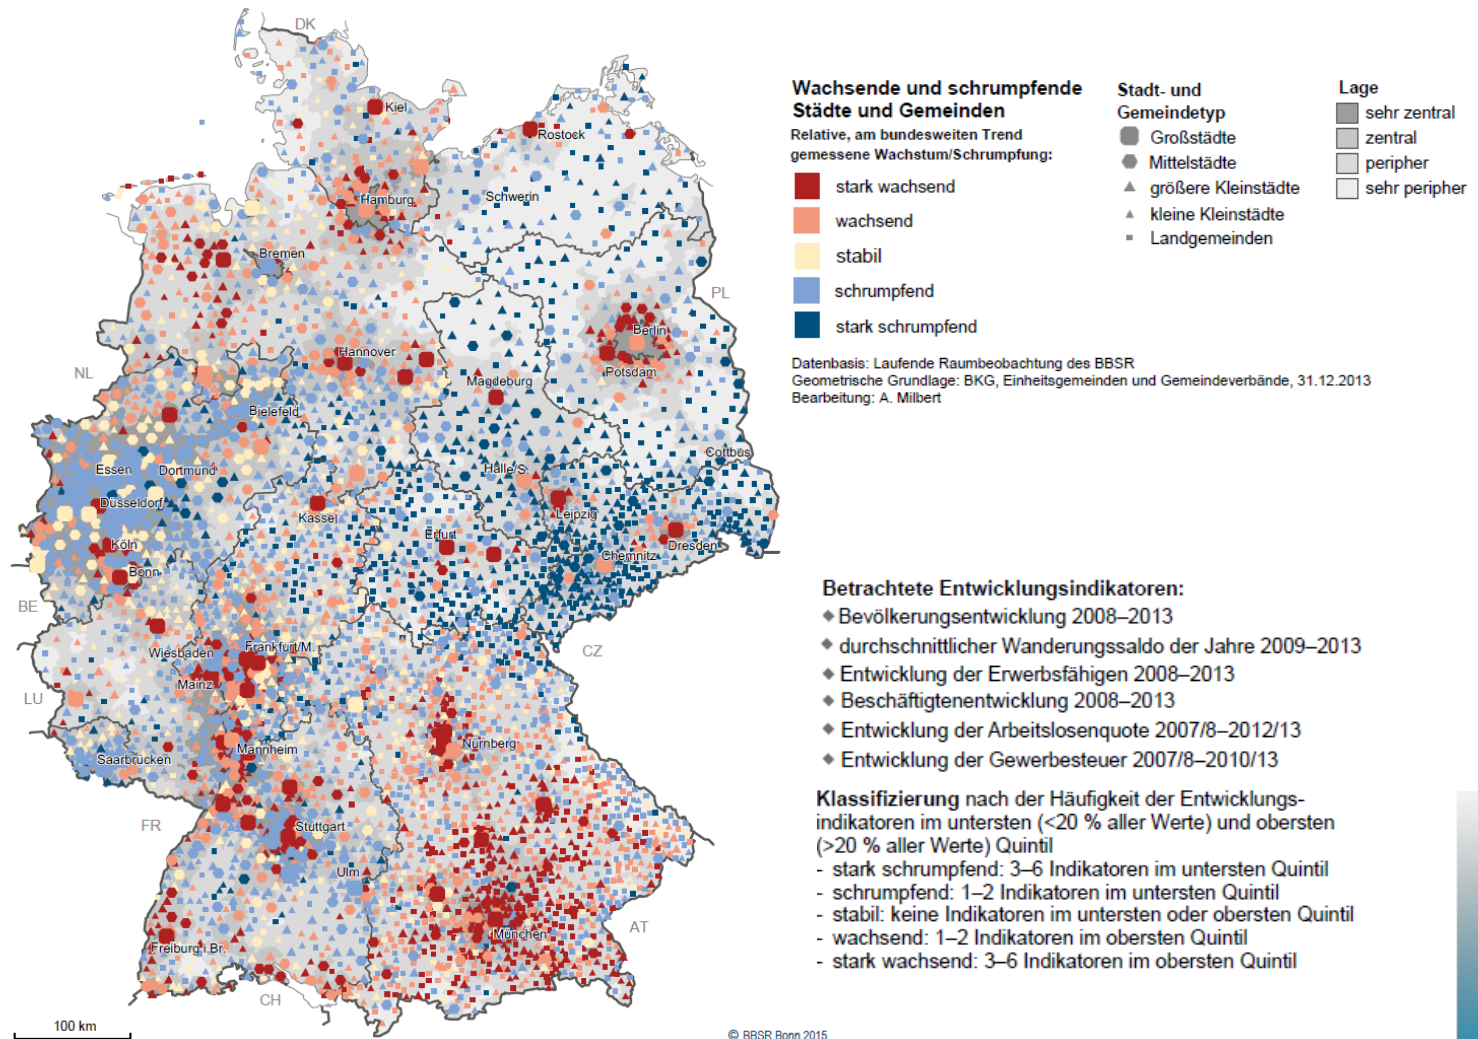 DK
Kiel
Rostock
Hamburg
Schwerin
Bremen
PL
Berlin
Hannover
Potsdam
NL
Magdeburg
Bielefeld
Cottbus
Essen
Dortmund
Halle/S.
Düsseldorf
Leipzig
Kassel
Erfurt
Köln
Dresden
Chemnitz
Bonn
BE
Wiesbaden
Frankfurt/M.
CZ
Mainz
LU
Nürnberg
Mannheim
Saarbrücken
FR
Stuttgart
Ulm
AT
München
Freiburg i.Br.
CH
100 km
Wachsende und schrumpfende
Städte und Gemeinden
Relative, am bundesweiten Trend
gemessene Wachstum/Schrumpfung:
stark wachsend
wachsend
stabil
schrumpfend
stark schrumpfend
Stadt- und
Gemeindetyp
Großstädte
Mittelstädte
größere Kleinstädte
kleine Kleinstädte
Landgemeinden
Lage
sehr zentral
zentral
peripher
sehr peripher
Datenbasis: Laufende Raumbeobachtung des BBSR
Geometrische Grundlage: BKG, Einheitsgemeinden und Gemeindeverbände, 31.12.2013
Bearbeitung: A. Milbert
Betrachtete Entwicklungsindikatoren:
Bevölkerungsentwicklung 2008–2013
durchschnittlicher Wanderungssaldo der Jahre 2009–2013
Entwicklung der Erwerbsfähigen 2008–2013
Beschäftigtenentwicklung 2008–2013
Entwicklung der Arbeitslosenquote 2007/8–2012/13
Entwicklung der Gewerbesteuer 2007/8–2010/13
Klassifizierung nach der Häufigkeit der Entwicklungs-
indikatoren im untersten (<20 % aller Werte) und obersten
(>20 % aller Werte) Quintil
- stark schrumpfend: 3–6 Indikatoren im untersten Quintil
- schrumpfend: 1–2 Indikatoren im untersten Quintil
- stabil: keine Indikatoren im untersten oder obersten Quintil
- wachsend: 1–2 Indikatoren im obersten Quintil
- stark wachsend: 3–6 Indikatoren im obersten Quintil
© BBSR Bonn 2015